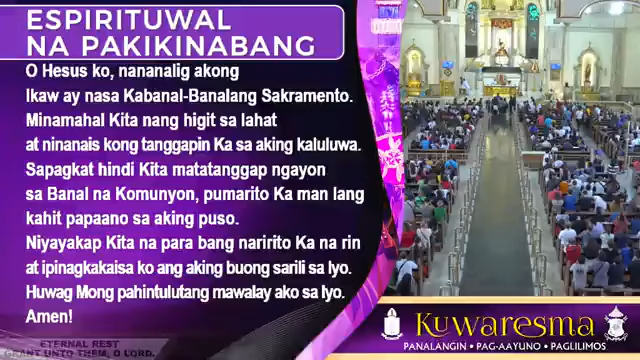 ESPIRITUWAL
NA PAKIKINABANG
O Hesus ko, nananalig akong
Ikaw ay nasa Kabanal-Banalang Sakramento.
Minamahal Kita nang higit sa lahat
at ninanais kong tanggapin Ka sa aking kaluluwa.
Sapagkat hindi Kita matatanggap ngayon
sa Banal na Komunyon, pumarito Ka man lang
kahit papaano sa aking puso.
Niyayakap Kita na para bang naririto Ka na rin
at ipinagkakaisa ko ang aking buong sarili sa Iyo.
Huwag Mong pahintulutang mawalay ako sa Iyo.
Amen!
ETERNAL REST
GRANT UNTO THEM, O LORD.
Kuwaresma
PANALANGIN • PAG-AAYUNO • PAGLILIMOS